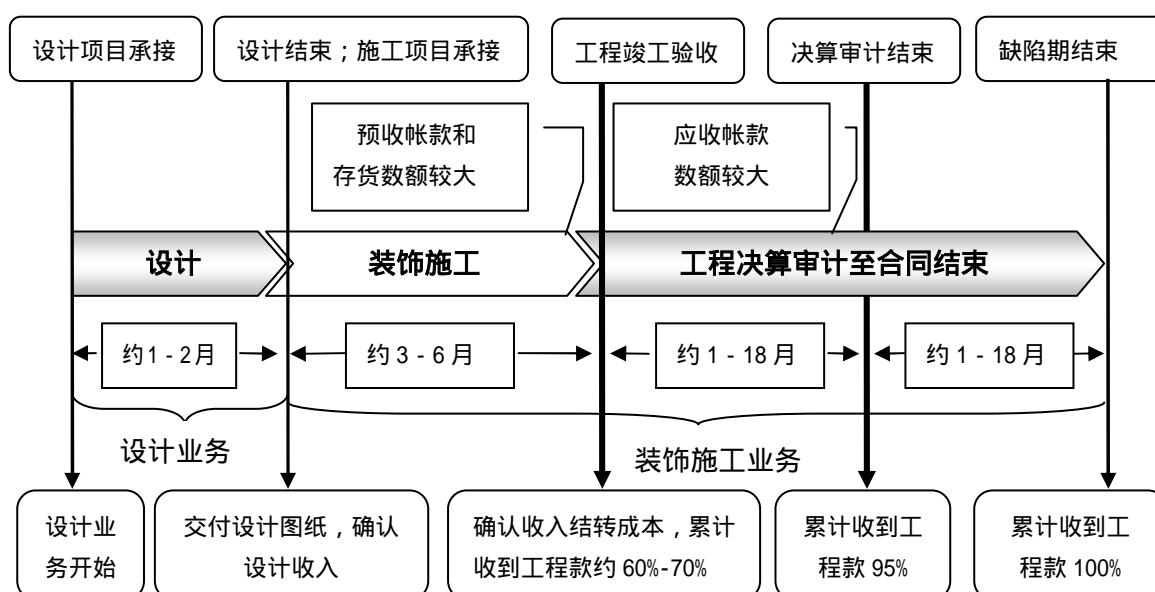 设计项目承接
设计结束；施工项目承接
工程竣工验收
决算审计结束
缺陷期结束
预收帐款和
存货数额较大
应收帐款
数额较大
设计
装饰施工
工程决算审计至合同结束
约 1 - 2 月
约 3 - 6 月
约 1 - 18 月
约 1 - 18 月
设计业务
装饰施工业务
设计业
务开始
交付设计图纸，确认
设计收入
确认收入结转成本，累计
收到工程款约 60%-70%
累计收到工
程款 95%
累计收到工
程款 100%